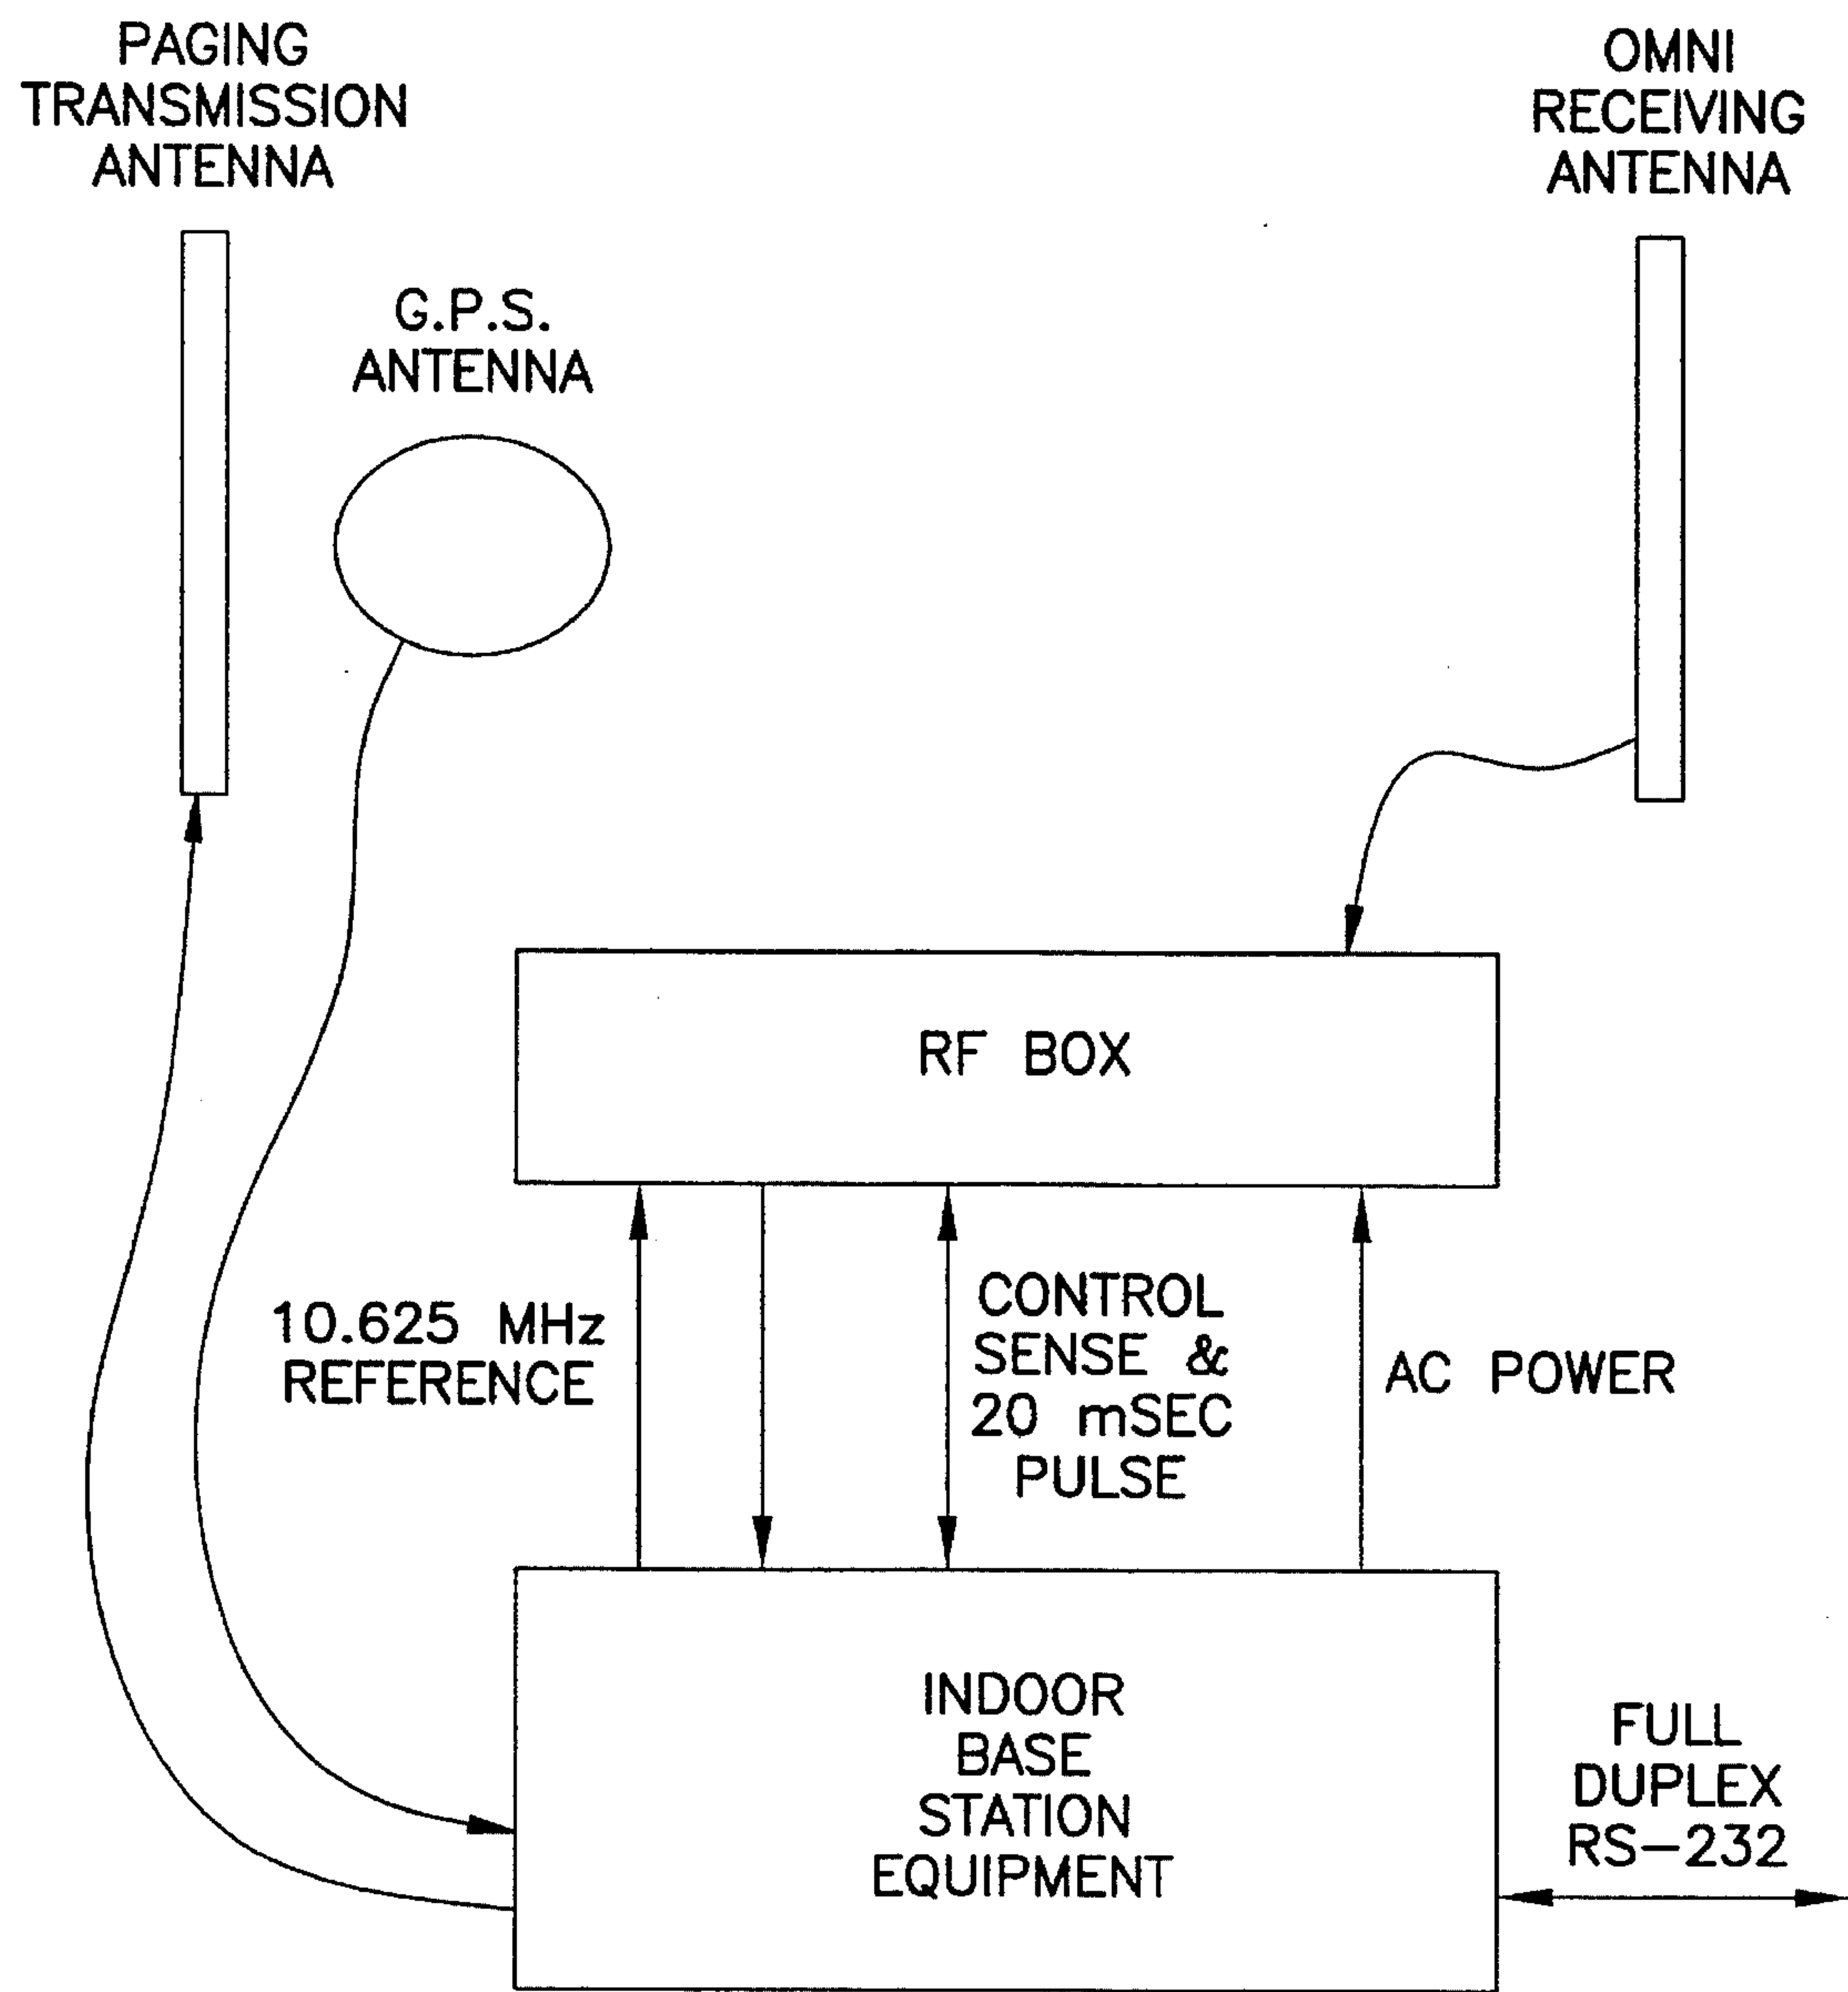 PAGING
TRANSMISSION
ANTENNA
OMNI
RECEIVING
ANTENNA
G.P.S.
ANTENNA
RF BOX
10.625 MHz
REFERENCE
CONTROL
SENSE &
20 mSEC
PULSE
AC POWER
INDOOR
BASE
STATION
EQUIPMENT
FULL
DUPLEX
RS-232